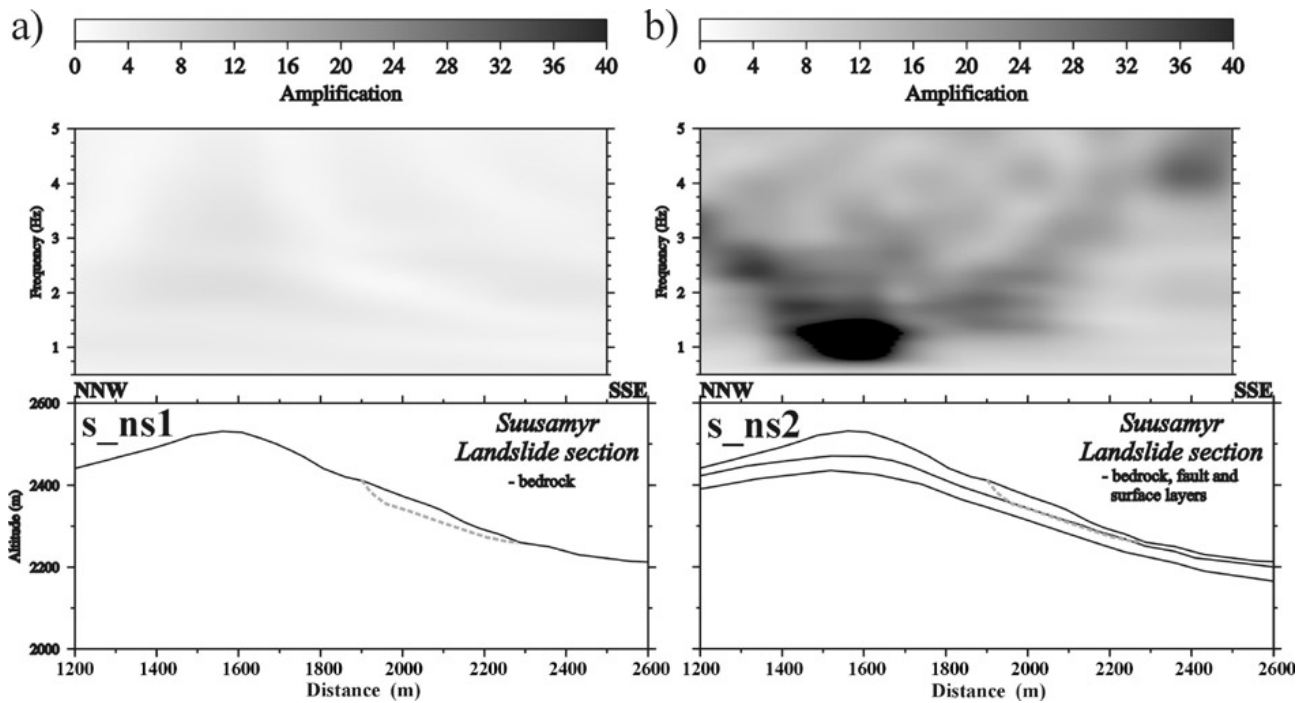 a)
0 4 8 12 16 20 24 28 32 36 40
Amplification
5
4
3
2
1
Frequency (Hz)
NNW SSE
2600
2400
2200
2000
Altitude (m)
s_ns1
Suusamyr
Landslide section
- bedrock
1200 1400 1600 1800 2000 2200 2400 2600
Distance (m)
b)
0 4 8 12 16 20 24 28 32 36 40
Amplification
5
4
3
2
1
Frequency (Hz)
NNW SSE
s_ns2
Suusamyr
Landslide section
- bedrock, fault and
surface layers
1200 1400 1600 1800 2000 2200 2400 2600
Distance (m)